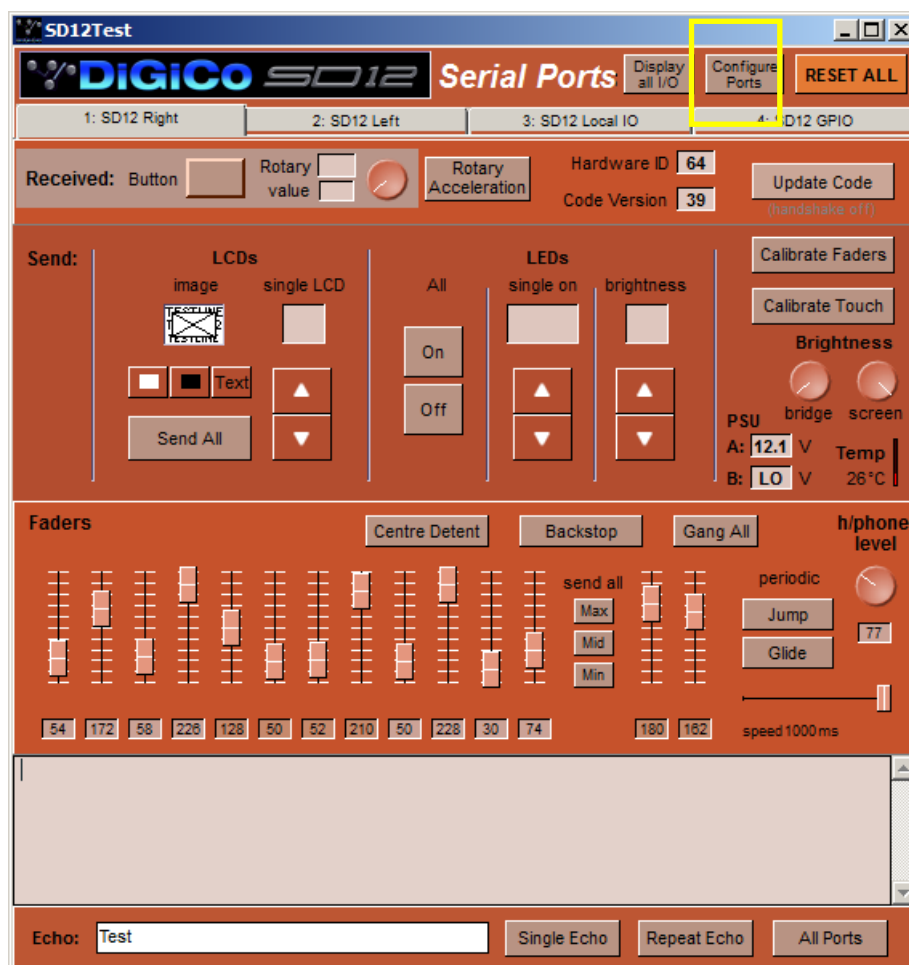 SD12Test
DiGiCo SD12 Serial Ports Display all I/O Configure Ports RESET ALL
1: SD12 Right 2: SD12 Left 3: SD12 Local IO 4: SD12 GPIO
Received: Button Rotary value Rotary Acceleration
Hardware ID 64
Code Version 39
Update Code
(handshake off)
Send: LCDs LEDs
image single LCD All single on brightness
TESTLINE
TESTLINE
On
Off
Text
Send All
Calibrate Faders
Calibrate Touch
Brightness
bridge screen
PSU
A: 12.1 V Temp
B: LO V 26°C
Faders Centre Detent Backstop Gang All h/phone level
send all periodic
Max Jump
Mid Glide 77
Min
54 172 58 226 128 50 52 210 50 228 30 74 180 162 speed 1000 ms
Echo: Test Single Echo Repeat Echo All Ports